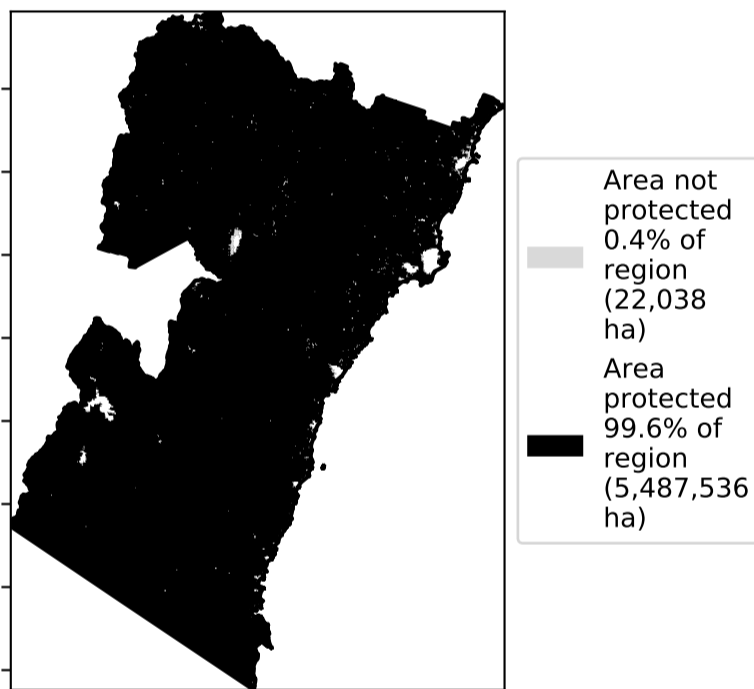 Area not
protected
0.4% of
region
(22,038
ha)
Area
protected
99.6% of
region
(5,487,536
ha)